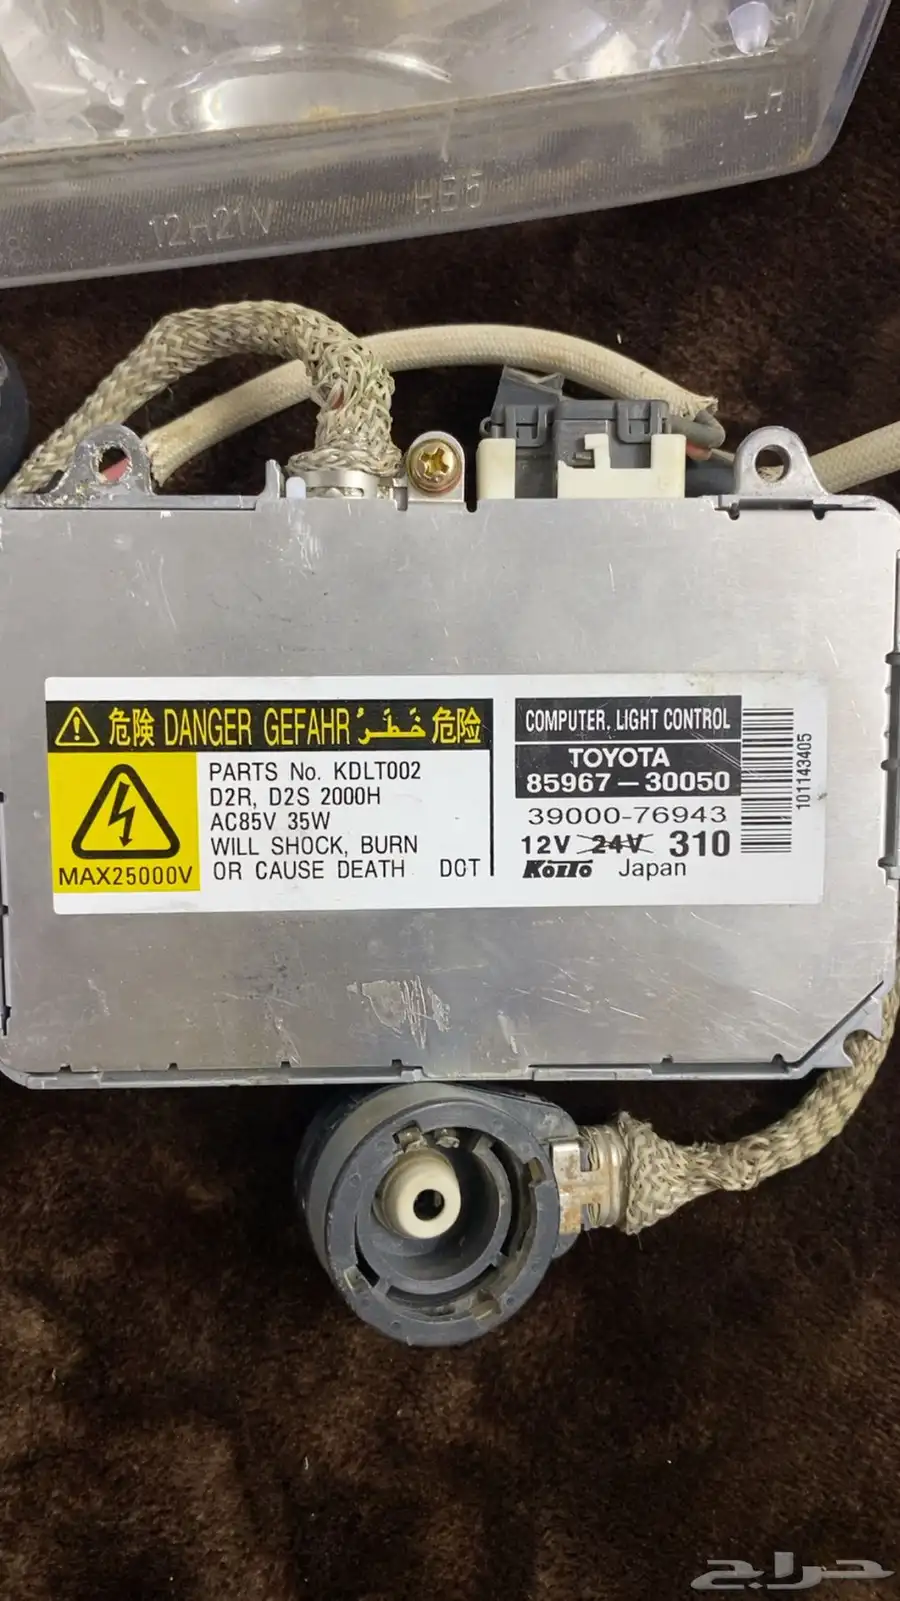 LH
HB5
12H21V
8
危険 DANGER GEFAHR خَطَرٌ 危险
PARTS No. KDLT002
D2R, D2S 2000H
AC85V 35W
WILL SHOCK, BURN
OR CAUSE DEATH DOT
MAX25000V
COMPUTER, LIGHT CONTROL
TOYOTA
85967-30050
39000-76943
12V 24V 310
KOITO Japan
101143405
حراج